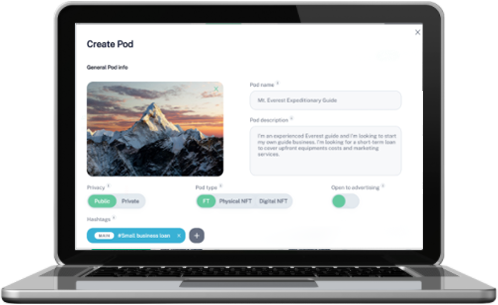 Create Pod
General Pod info
Pod name
Mt. Everest Expeditionary Guide
Pod description
I'm an experienced Everest guide and I'm looking to start
my own guide business. I'm looking for a short term loan
to cover upfront equipments costs and marketing
services.
Privacy
Pod type
Open to advertising
Public
Private
FT
Physical NFT
Digital NFT
Hashtags
#Small business loan